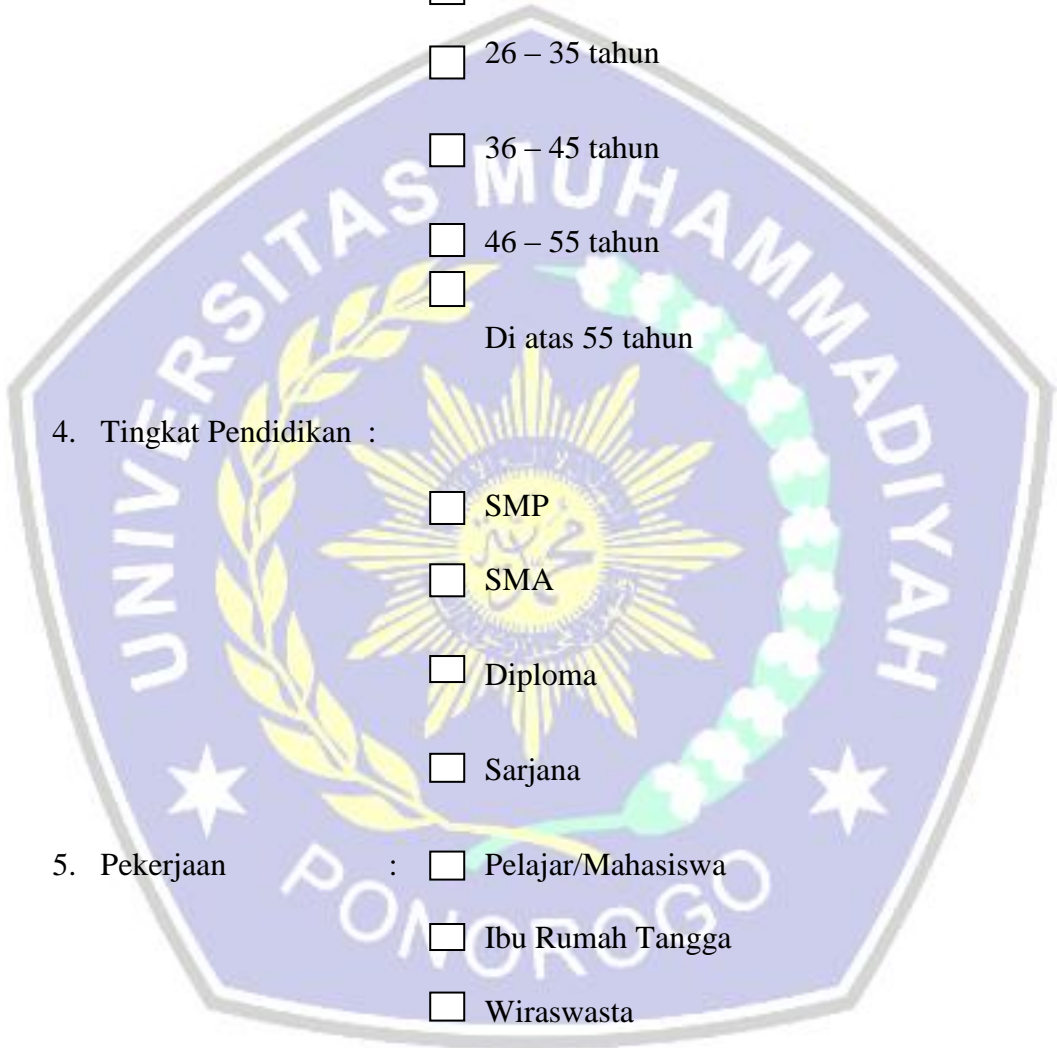 26 – 35 tahun
36 – 45 tahun
46 – 55 tahun
Di atas 55 tahun
4. Tingkat Pendidikan :
SMP
SMA
Diploma
Sarjana
5. Pekerjaan : Pelajar/Mahasiswa
Ibu Rumah Tangga
Wiraswasta
UNIVERSITAS MUHAMMADIYAH
PONOROGO